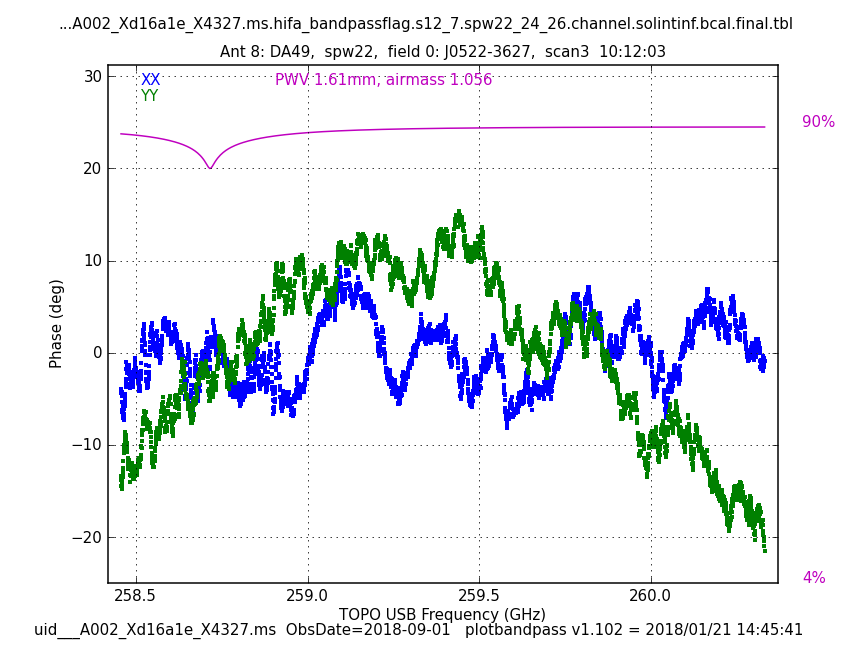 ...A002_Xd16a1e_X4327.ms.hifa_bandpassflag.s12_7.spw22_24_26.channel.solintinf.bcal.final.tbl
Ant 8: DA49,  spw22,  field 0: J0522-3627,  scan3  10:12:03
XX
YY
PWV 1.61mm, airmass 1.056
90%
4%
30
20
10
0
−10
−20
Phase (deg)
258.5 259.0 259.5 260.0
TOPO USB Frequency (GHz)
uid___A002_Xd16a1e_X4327.ms  ObsDate=2018-09-01   plotbandpass v1.102 = 2018/01/21 14:45:41